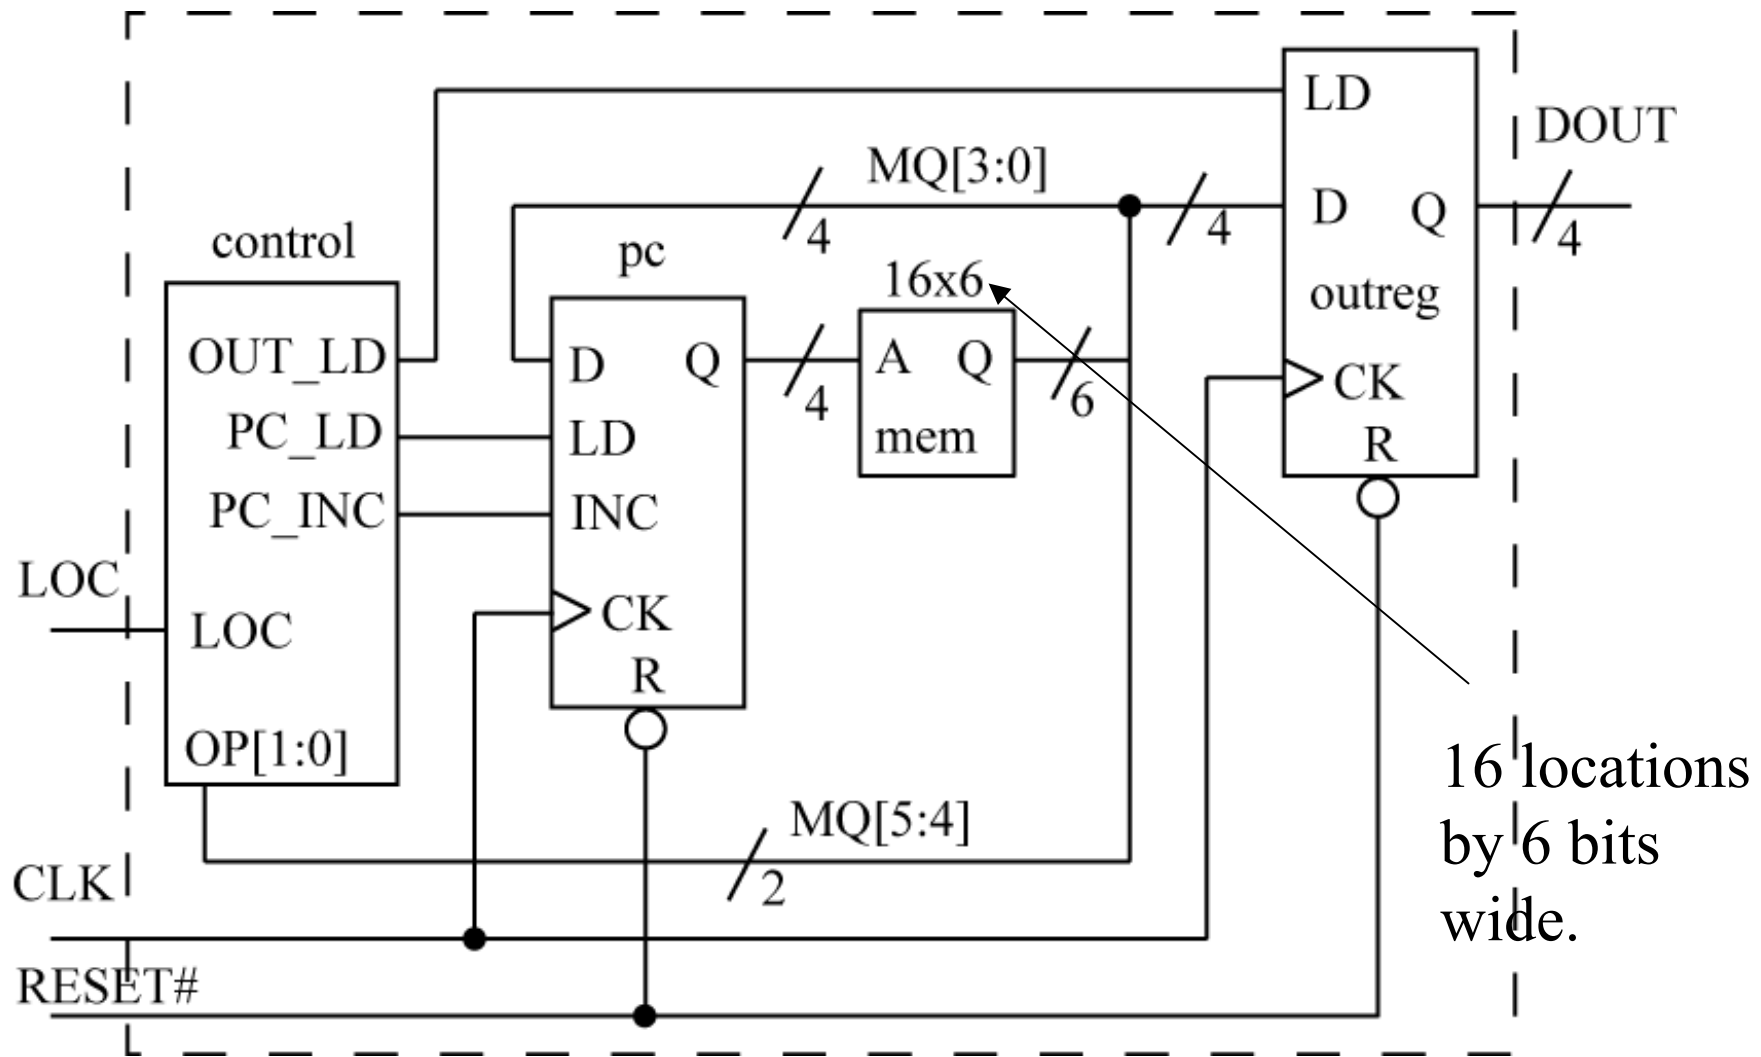 LD
DOUT
MQ[3:0]
4
4
D
Q
4
control
pc
16x6
outreg
OUT_LD
D
Q
4
A
Q
6
CK
PC_LD
LD
mem
R
PC_INC
INC
LOC
LOC
CK
R
OP[1:0]
MQ[5:4]
2
16 locations
by 6 bits
wide.
CLK
RESET#